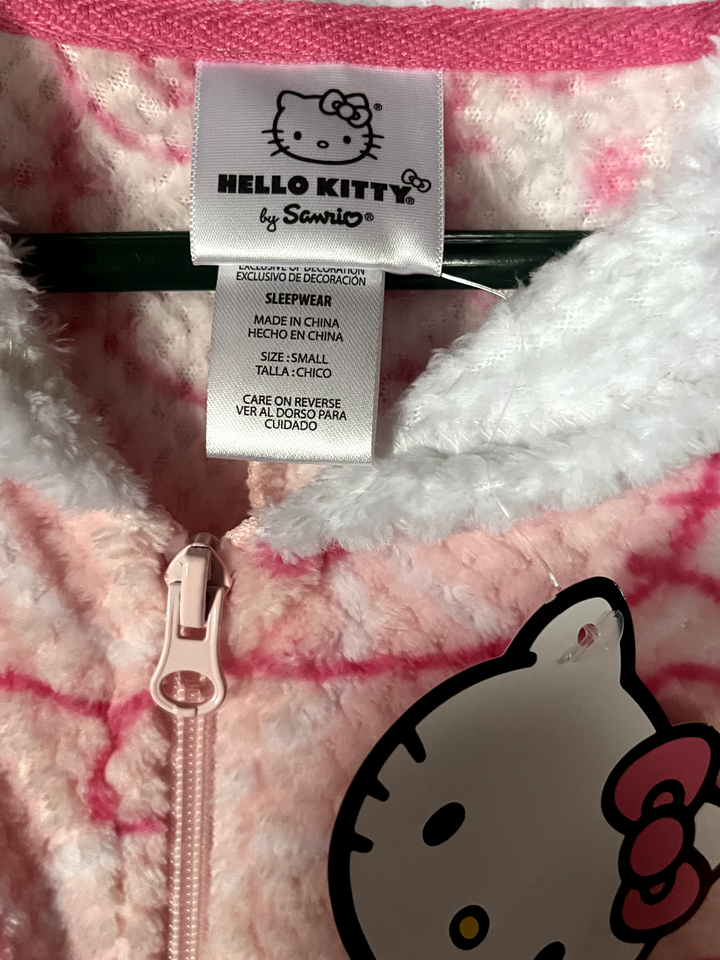 HELLO KITTY®
by Sanrio®
EXCLUSIVE OF DECORATION
EXCLUSIVO DE DECORACIÓN
SLEEPWEAR
MADE IN CHINA
HECHO EN CHINA
SIZE : SMALL
TALLA : CHICO
CARE ON REVERSE
VER AL DORSO PARA
CUIDADO